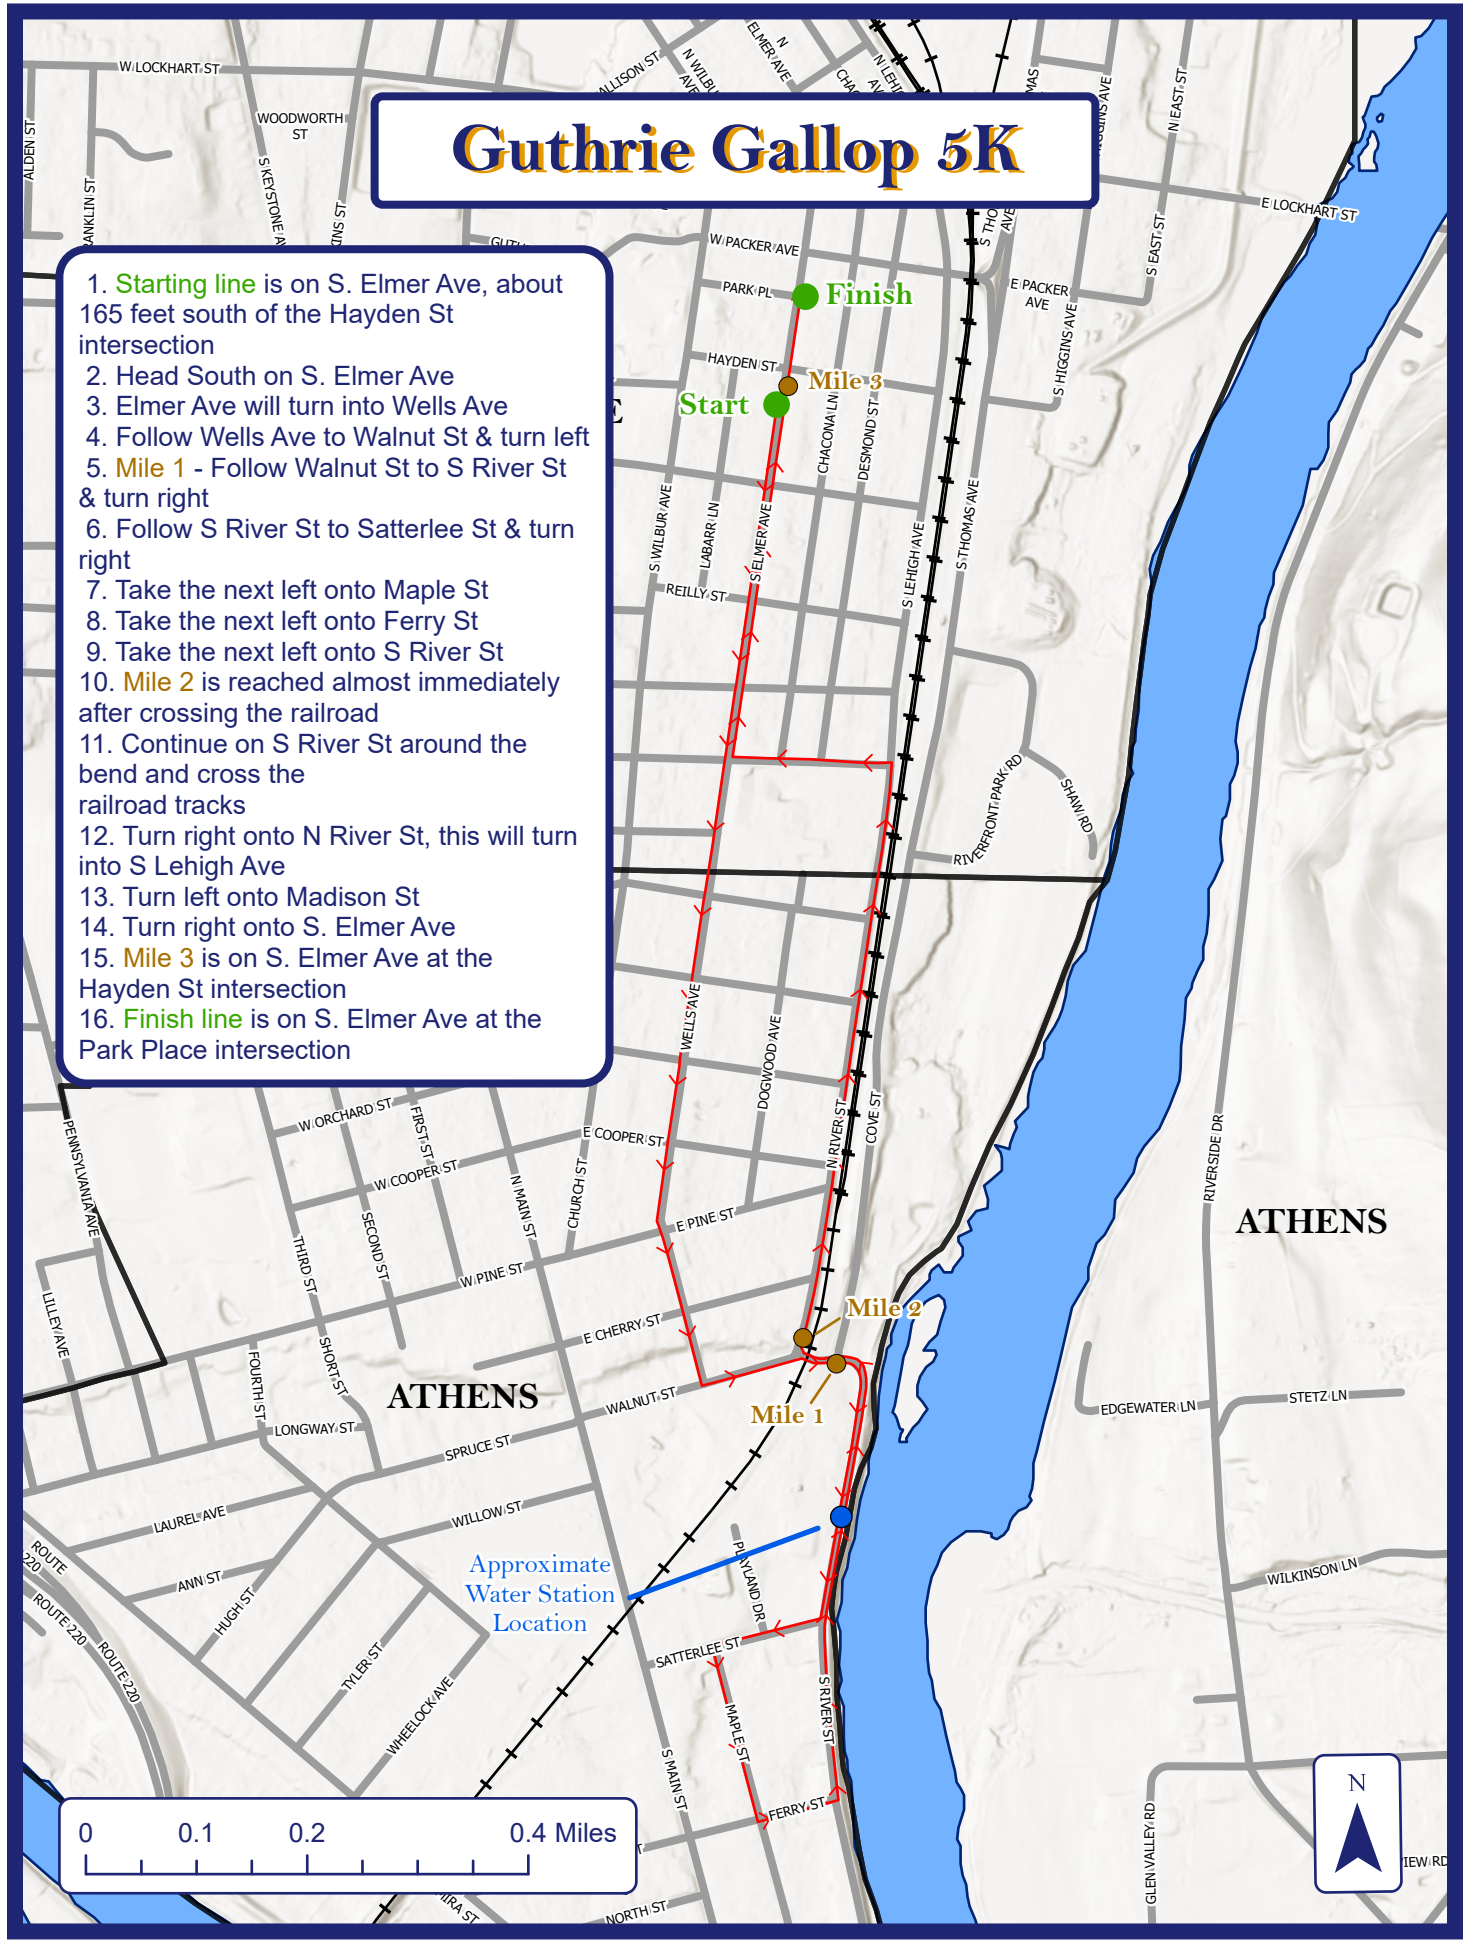 W LOCKHART ST
ALLISON ST
N WILBU
AVE
N
ELMER AVE
N LEHIG
N EAST ST
WOODWORTH
ST
ALDEN ST
S KEYSTONE AV
Guthrie Gallop 5K
E LOCKHART ST
S EAST ST
W PACKER AVE
PARK PL
Finish
E PACKER
AVE
S HIGGINS AVE
HAYDEN ST
Mile 3
Start
1. Starting line is on S. Elmer Ave, about
165 feet south of the Hayden St
intersection
2. Head South on S. Elmer Ave
3. Elmer Ave will turn into Wells Ave
4. Follow Wells Ave to Walnut St & turn left
5. Mile 1 - Follow Walnut St to S River St
& turn right
6. Follow S River St to Satterlee St & turn
right
7. Take the next left onto Maple St
8. Take the next left onto Ferry St
9. Take the next left onto S River St
10. Mile 2 is reached almost immediately
after crossing the railroad
11. Continue on S River St around the
bend and cross the
railroad tracks
12. Turn right onto N River St, this will turn
into S Lehigh Ave
13. Turn left onto Madison St
14. Turn right onto S. Elmer Ave
15. Mile 3 is on S. Elmer Ave at the
Hayden St intersection
16. Finish line is on S. Elmer Ave at the
Park Place intersection
CHACONA LN
DESMOND ST
S WILBUR AVE
LABARR LN
S ELMER AVE
S LEHIGH AVE
S THOMAS AVE
REILLY ST
RIVERFRONT PARK RD
SHAW RD
WELLS AVE
DOGWOOD AVE
N RIVER ST
COVE ST
RIVERSIDE DR
PENNSYLVANIA AVE
W ORCHARD ST
FIRST ST
E COOPER ST
W COOPER ST
N MAIN ST
CHURCH ST
SECOND ST
THIRD ST
E PINE ST
W PINE ST
ATHENS
LILLEY AVE
E CHERRY ST
Mile 2
SHORT ST
FOURTH ST
ATHENS
WALNUT ST
Mile 1
LONGWAY ST
SPRUCE ST
EDGEWATER LN
STETZ LN
LAUREL AVE
WILLOW ST
ROUTE
220
ANN ST
Approximate
Water Station
Location
PLAYLAND DR
WILKINSON LN
ROUTE 220
HUGH ST
ROUTE 220
TYLER ST
SATTERLEE ST
WHEELOCK AVE
MAPLE ST
S RIVER ST
S MAIN ST
FERRY ST
GLEN VALLEY RD
N
IEW RD
0 0.1 0.2 0.4 Miles
IRA ST
NORTH ST